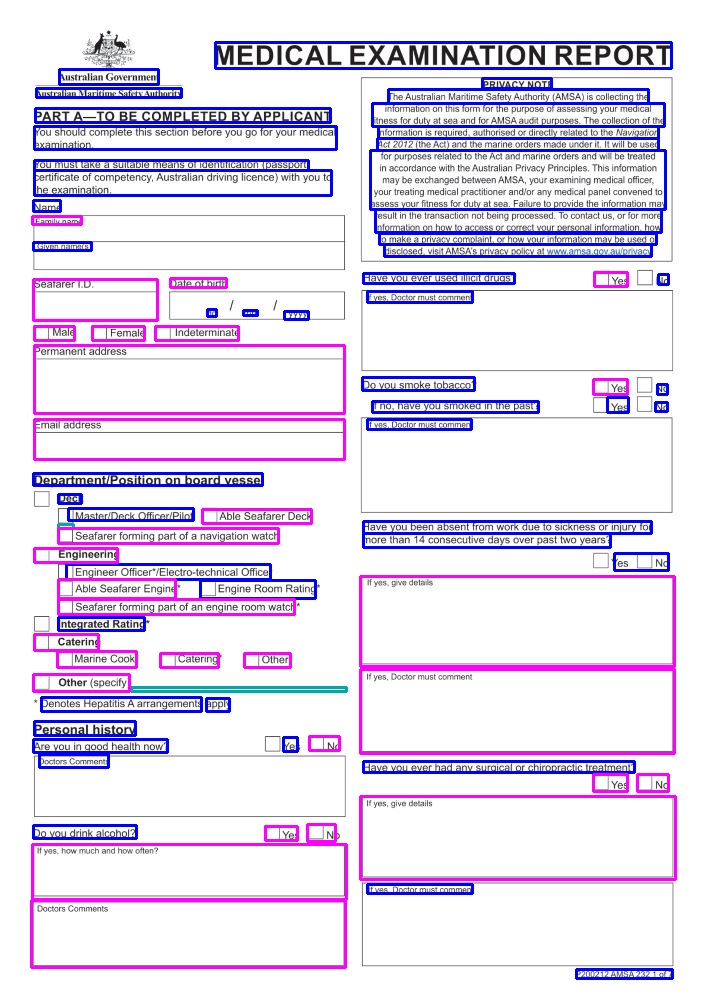 Australian Government
Australian Maritime Safety Authority
MEDICAL EXAMINATION REPORT
PART A—TO BE COMPLETED BY APPLICANT
You should complete this section before you go for your medical
examination.
You must take a suitable means of identification (passport,
certificate of competency, Australian driving licence) with you to
the examination.
Name
Family name
Given name(s)
Seafarer I.D.
Date of birth
/ /
yyyy
Male Female Indeterminate
Permanent address
Email address
Department/Position on board vessel
Deck
Master/Deck Officer/Pilot Able Seafarer Deck
Seafarer forming part of a navigation watch
Engineering
Engineer Officer*/Electro-technical Officer
Able Seafarer Engine* Engine Room Rating*
Seafarer forming part of an engine room watch*
Integrated Rating*
Catering
Marine Cook Catering* Other
Other (specify
* Denotes Hepatitis A arrangements apply
Personal history
Are you in good health now? Yes No
Doctors Comments
Do you drink alcohol? Yes No
If yes, how much and how often?
Doctors Comments
PRIVACY NOTE
The Australian Maritime Safety Authority (AMSA) is collecting the
information on this form for the purpose of assessing your medical
fitness for duty at sea and for AMSA audit purposes. The collection of the
information is required, authorised or directly related to the Navigation
Act 2012 (the Act) and the marine orders made under it. It will be used
for purposes related to the Act and marine orders and will be treated
in accordance with the Australian Privacy Principles. This information
may be exchanged between AMSA, your examining medical officer,
your treating medical practitioner and/or any medical panel convened to
assess your fitness for duty at sea. Failure to provide the information may
result in the transaction not being processed. To contact us, or for more
information on how to access or correct your personal information, how
to make a privacy complaint, or how your information may be used or
disclosed, visit AMSA's privacy policy at www.amsa.gov.au/privacy
Have you ever used illicit drugs Yes No
If yes, Doctor must comment
Do you smoke tobacco? Yes No
If no, have you smoked in the past? Yes No
If yes, Doctor must comment
Have you been absent from work due to sickness or injury for
more than 14 consecutive days over past two years?
Yes No
If yes, give details
If yes, Doctor must comment
Have you ever had any surgical or chiropractic treatment?
Yes No
If yes, give details
If yes, Doctor must comment
AMSA 232 1 of